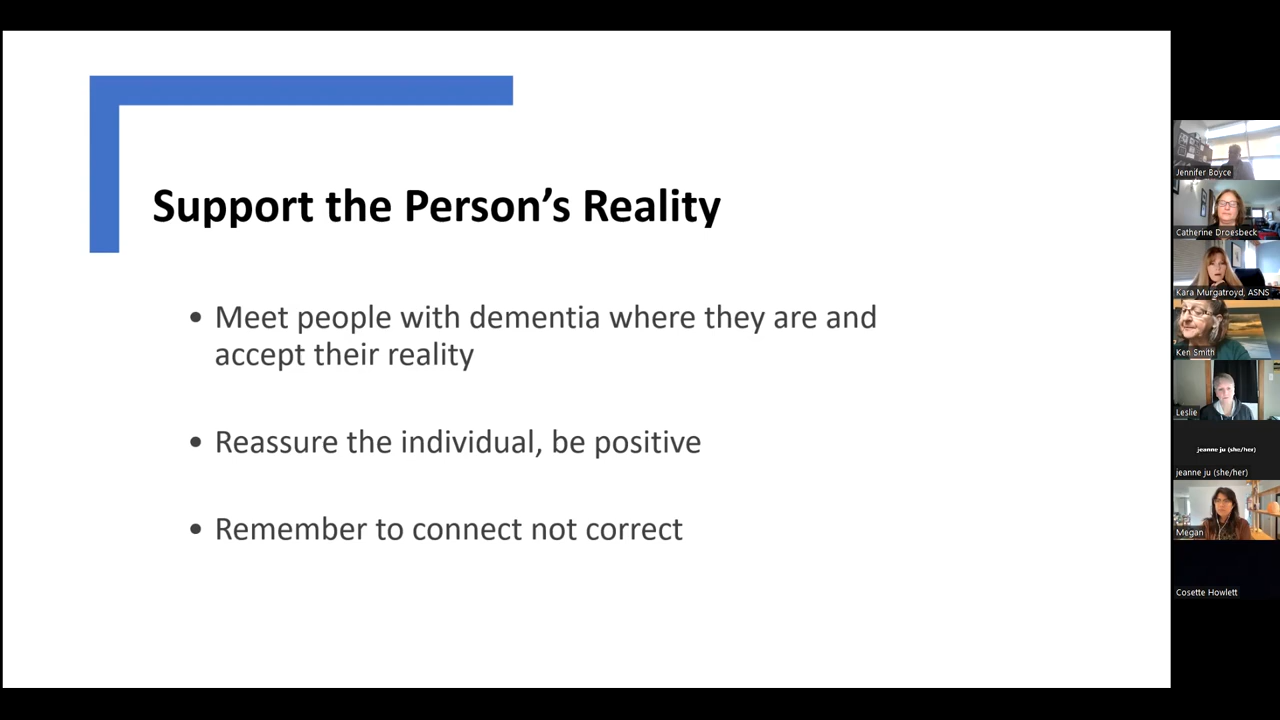 Support the Person’s Reality
• Meet people with dementia where they are and
accept their reality
• Reassure the individual, be positive
• Remember to connect not correct
Jennifer Boyce
Catherine Droesbeck
Kara Murgatroyd, ASNS
Ken Smith
Leslie
jeanne ju (she/her)
jeanne ju (she/her)
Megan
Cosette Howlett